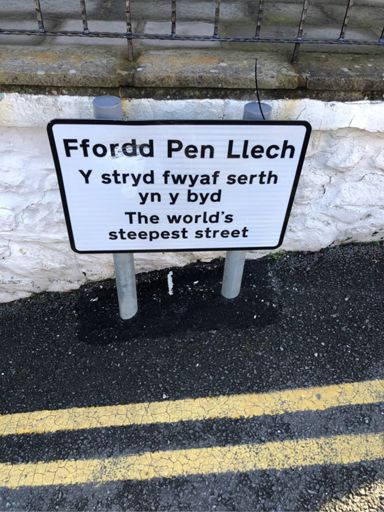 Ffordd Pen Llech
Y stryd fwyaf serth
yn y byd
The world's
steepest street